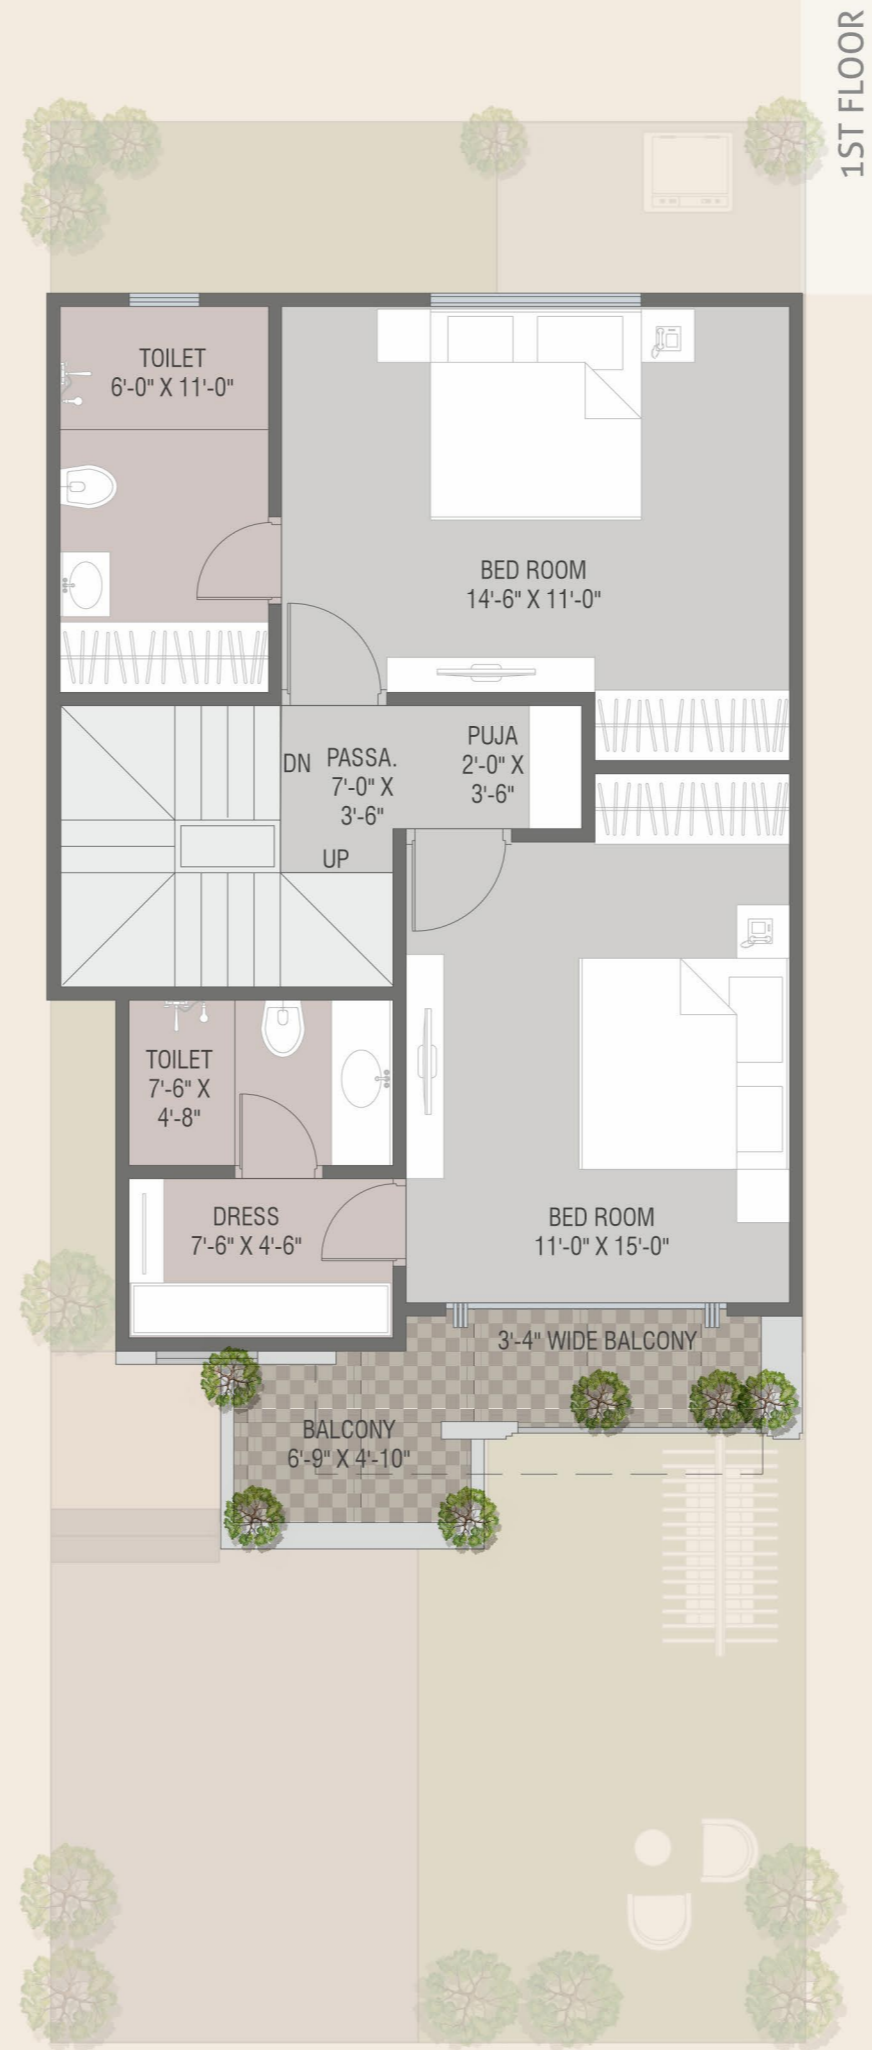 1ST FLOOR
TOILET
6'-0" X 11'-0"
BED ROOM
14'-6" X 11'-0"
DN
PASSA.
7'-0" X
3'-6"
UP
PUJA
2'-0" X
3'-6"
TOILET
7'-6" X
4'-8"
DRESS
7'-6" X 4'-6"
BED ROOM
11'-0" X 15'-0"
3'-4" WIDE BALCONY
BALCONY
6'-9" X 4'-10"